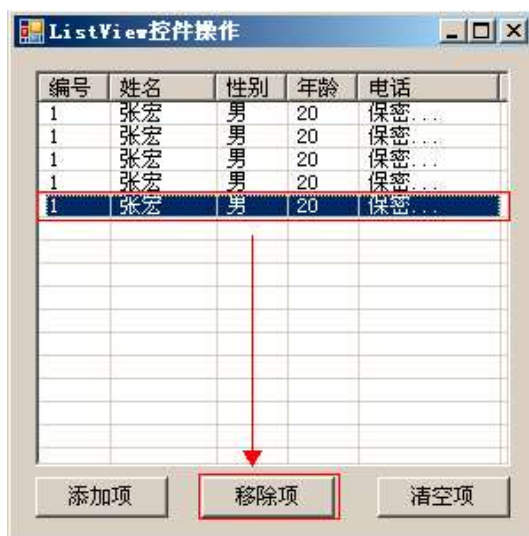 ListView控件操作
编号 姓名 性别 年龄 电话
1 张宏 男 20 保密...
1 张宏 男 20 保密...
1 张宏 男 20 保密...
1 张宏 男 20 保密...
1 张宏 男 20 保密...
添加项 移除项 清空项